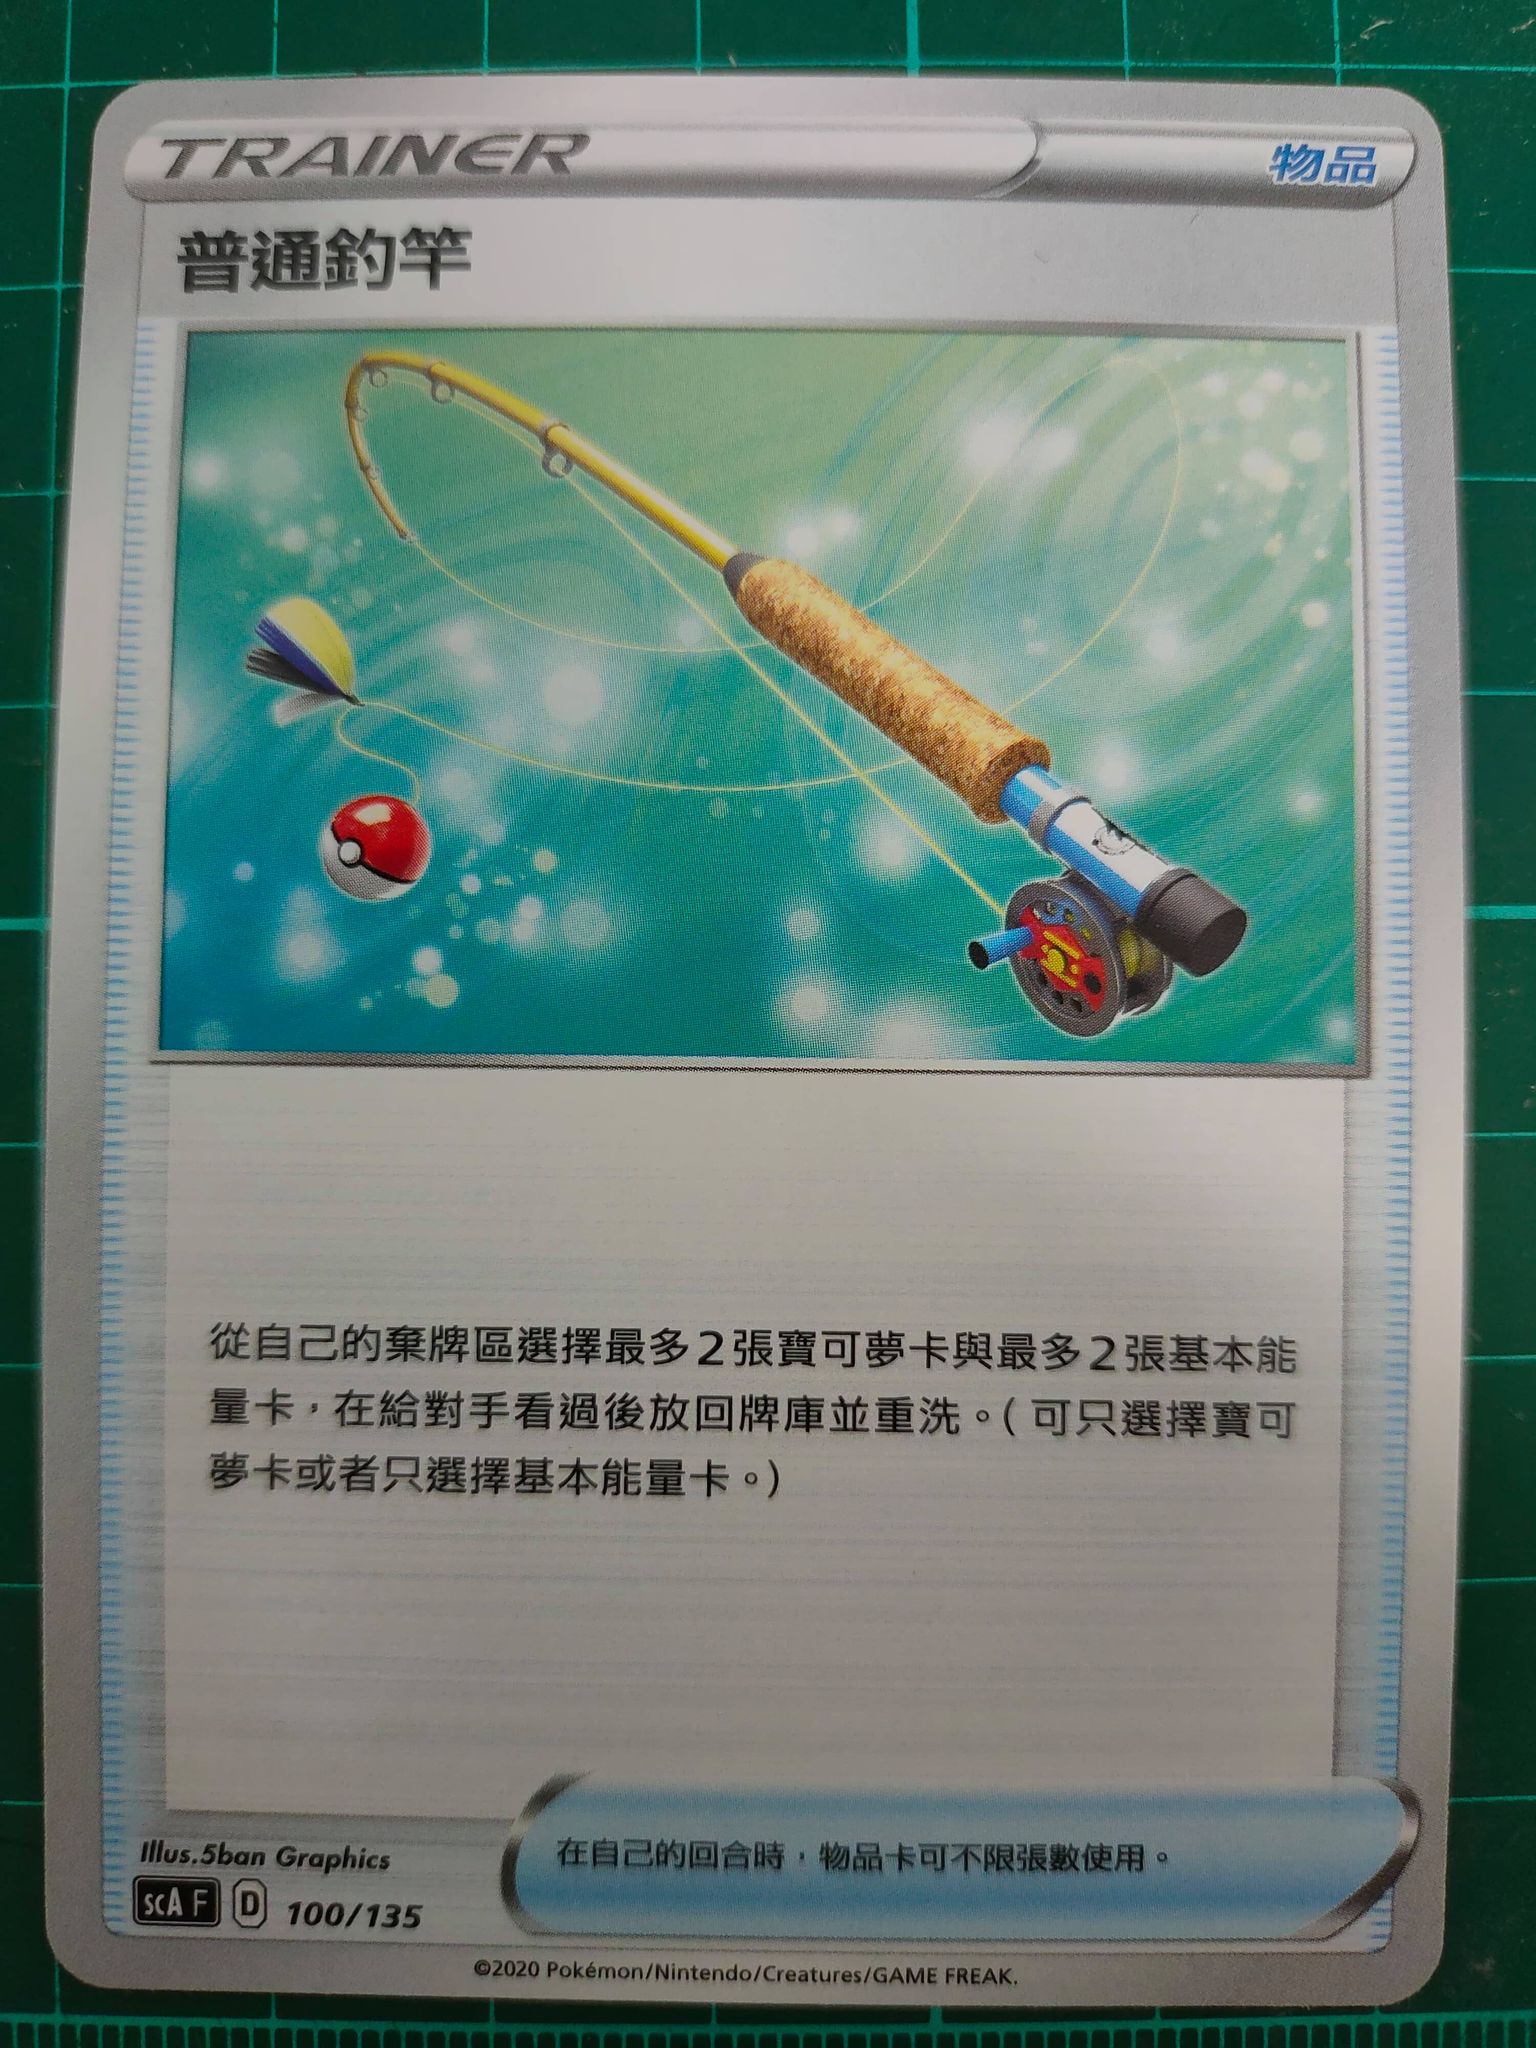 TRAINER
物品
普通釣竿
從自己的棄牌區選擇最多2張寶可夢卡與最多2張基本能
量卡，在給對手看過後放回牌庫並重洗。(可只選擇寶可
夢卡或者只選擇基本能量卡。)
Illus.5ban Graphics
在自己的回合時，物品卡可不限張數使用。
scA F D 100/135
©2020 Pokémon/Nintendo/Creatures/GAME FREAK.